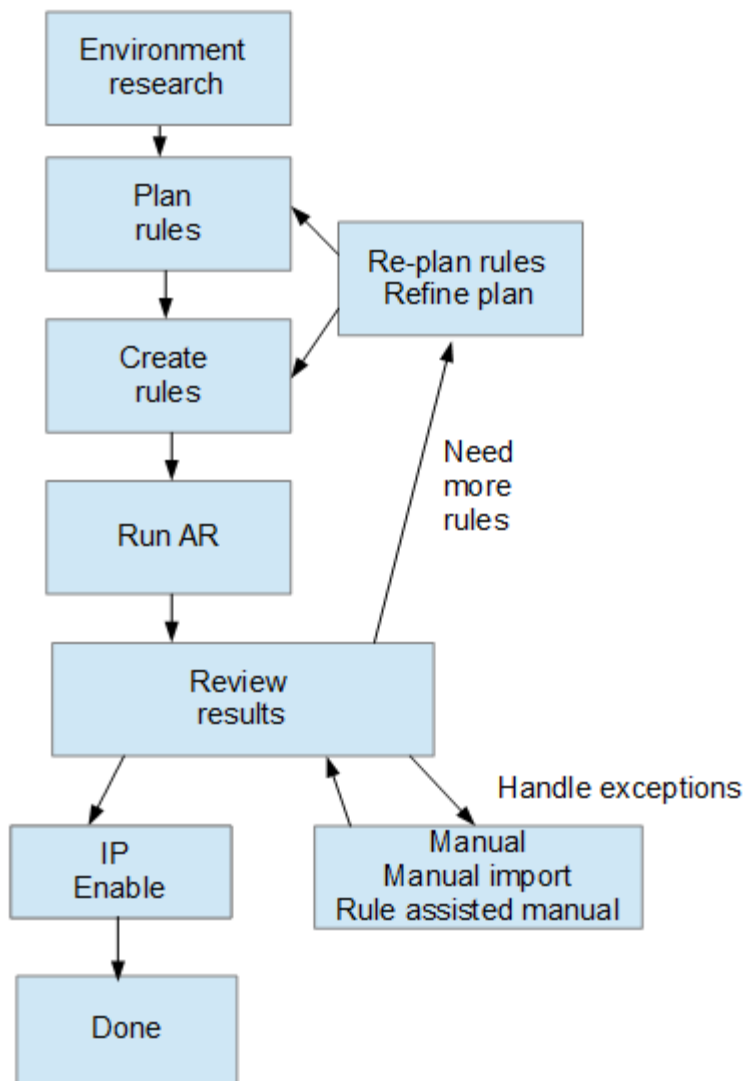 Environment
research
Plan
rules
Re-plan rules
Refine plan
Create
rules
Need
more
rules
Run AR
Review
results
Handle exceptions
IP
Enable
Manual
Manual import
Rule assisted manual
Done